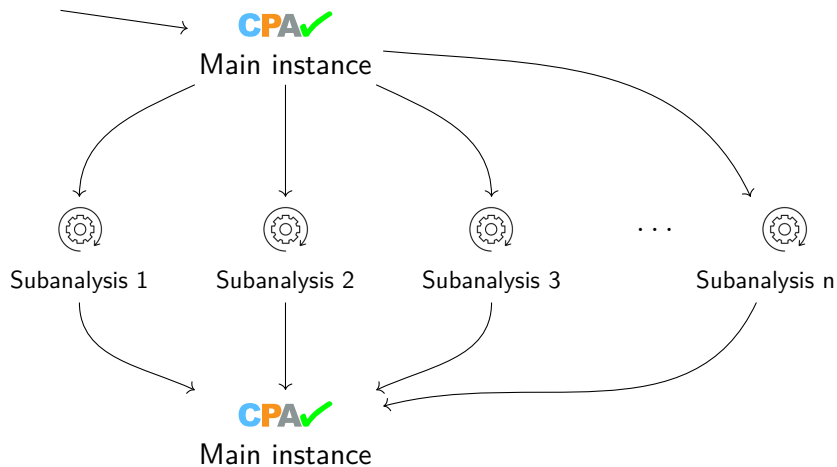 CPA✓
Main instance
. . .
Subanalysis 1
Subanalysis 2
Subanalysis 3
Subanalysis n
CPA✓
Main instance